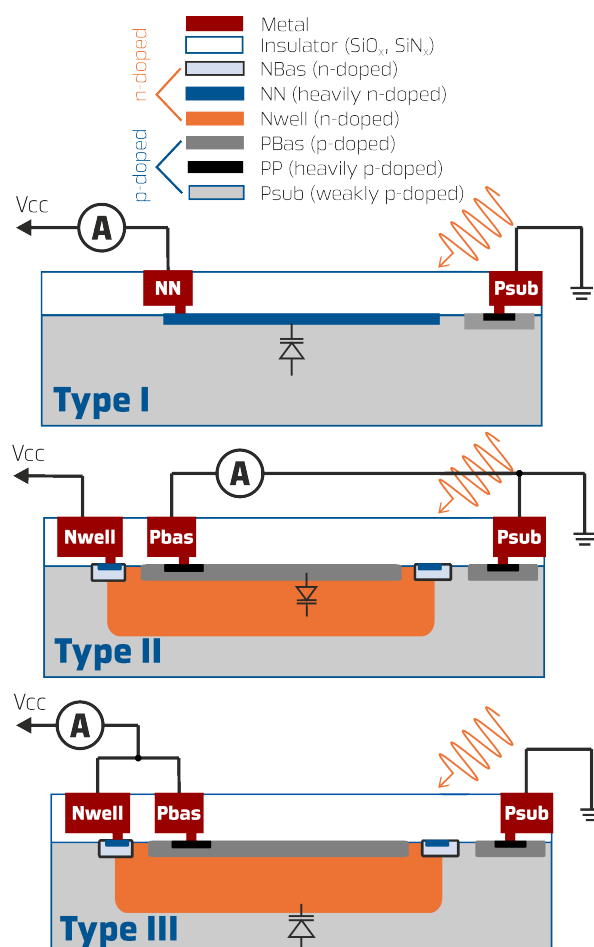 n-doped
p-doped
Metal
Insulator (SiOₓ, SiNₓ)
NBas (n-doped)
NN (heavily n-doped)
Nwell (n-doped)
PBas (p-doped)
PP (heavily p-doped)
Psub (weakly p-doped)
Vcc
A
NN
Psub
Type I
Vcc
A
Nwell
Pbas
Psub
Type II
Vcc
A
Nwell
Pbas
Psub
Type III